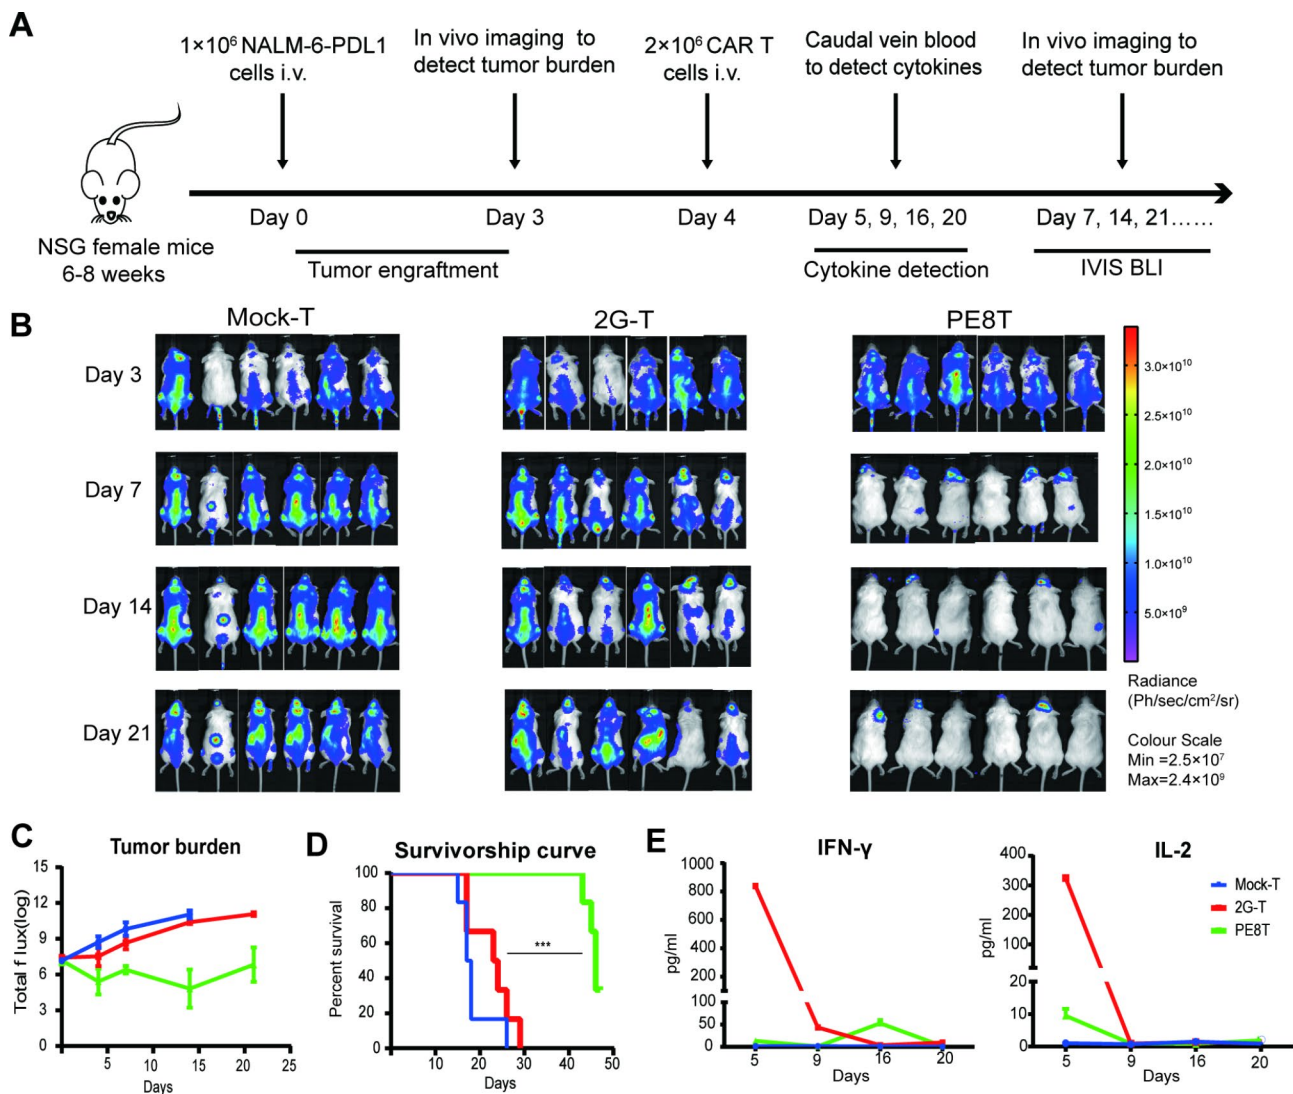 A
1×10⁶ NALM-6-PDL1
cells i.v.
In vivo imaging to
detect tumor burden
2×10⁶ CAR T
cells i.v.
Caudal vein blood
to detect cytokines
In vivo imaging to
detect tumor burden
Day 0
Day 3
Day 4
Day 5, 9, 16, 20
Day 7, 14, 21......
NSG female mice
6-8 weeks
Tumor engraftment
Cytokine detection
IVIS BLI
B
Mock-T
2G-T
PE8T
Day 3
Day 7
Day 14
Day 21
3.0×10¹⁰
2.5×10¹⁰
2.0×10¹⁰
1.5×10¹⁰
1.0×10¹⁰
5.0×10⁹
Radiance
(Ph/sec/cm²/sr)
Colour Scale
Min =2.5×10⁷
Max=2.4×10⁹
C
Tumor burden
Total f lux(log)
15
12
9
6
3
0
5
10
15
20
25
Days
D
Survivorship curve
Percent survival
100
80
60
40
20
0
***
10
20
30
40
50
Days
E
IFN-γ
pg/ml
1000
800
600
400
200
100
50
0
5
9
16
20
Days
IL-2
pg/ml
400
300
200
100
20
10
0
5
9
16
20
Days
Mock-T
2G-T
PE8T